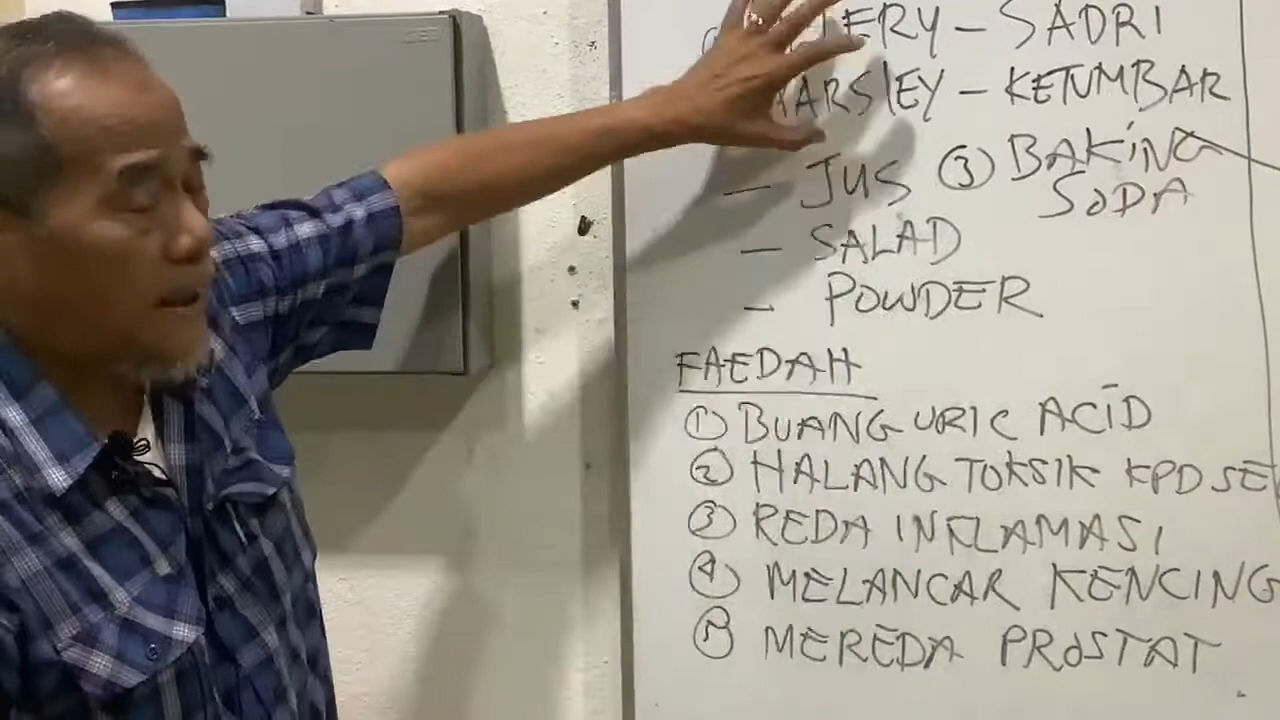 – SADRI
– KETUMBAR
– JUS ③ BAKING SODA
– SALAD
– POWDER
FAEDAH
① BUANG URIC ACID
② HALANG TOKSIK KPD
③ REDA INFLAMASI
④ MELANCAR KENCING
⑤ MEREDA PROSTAT